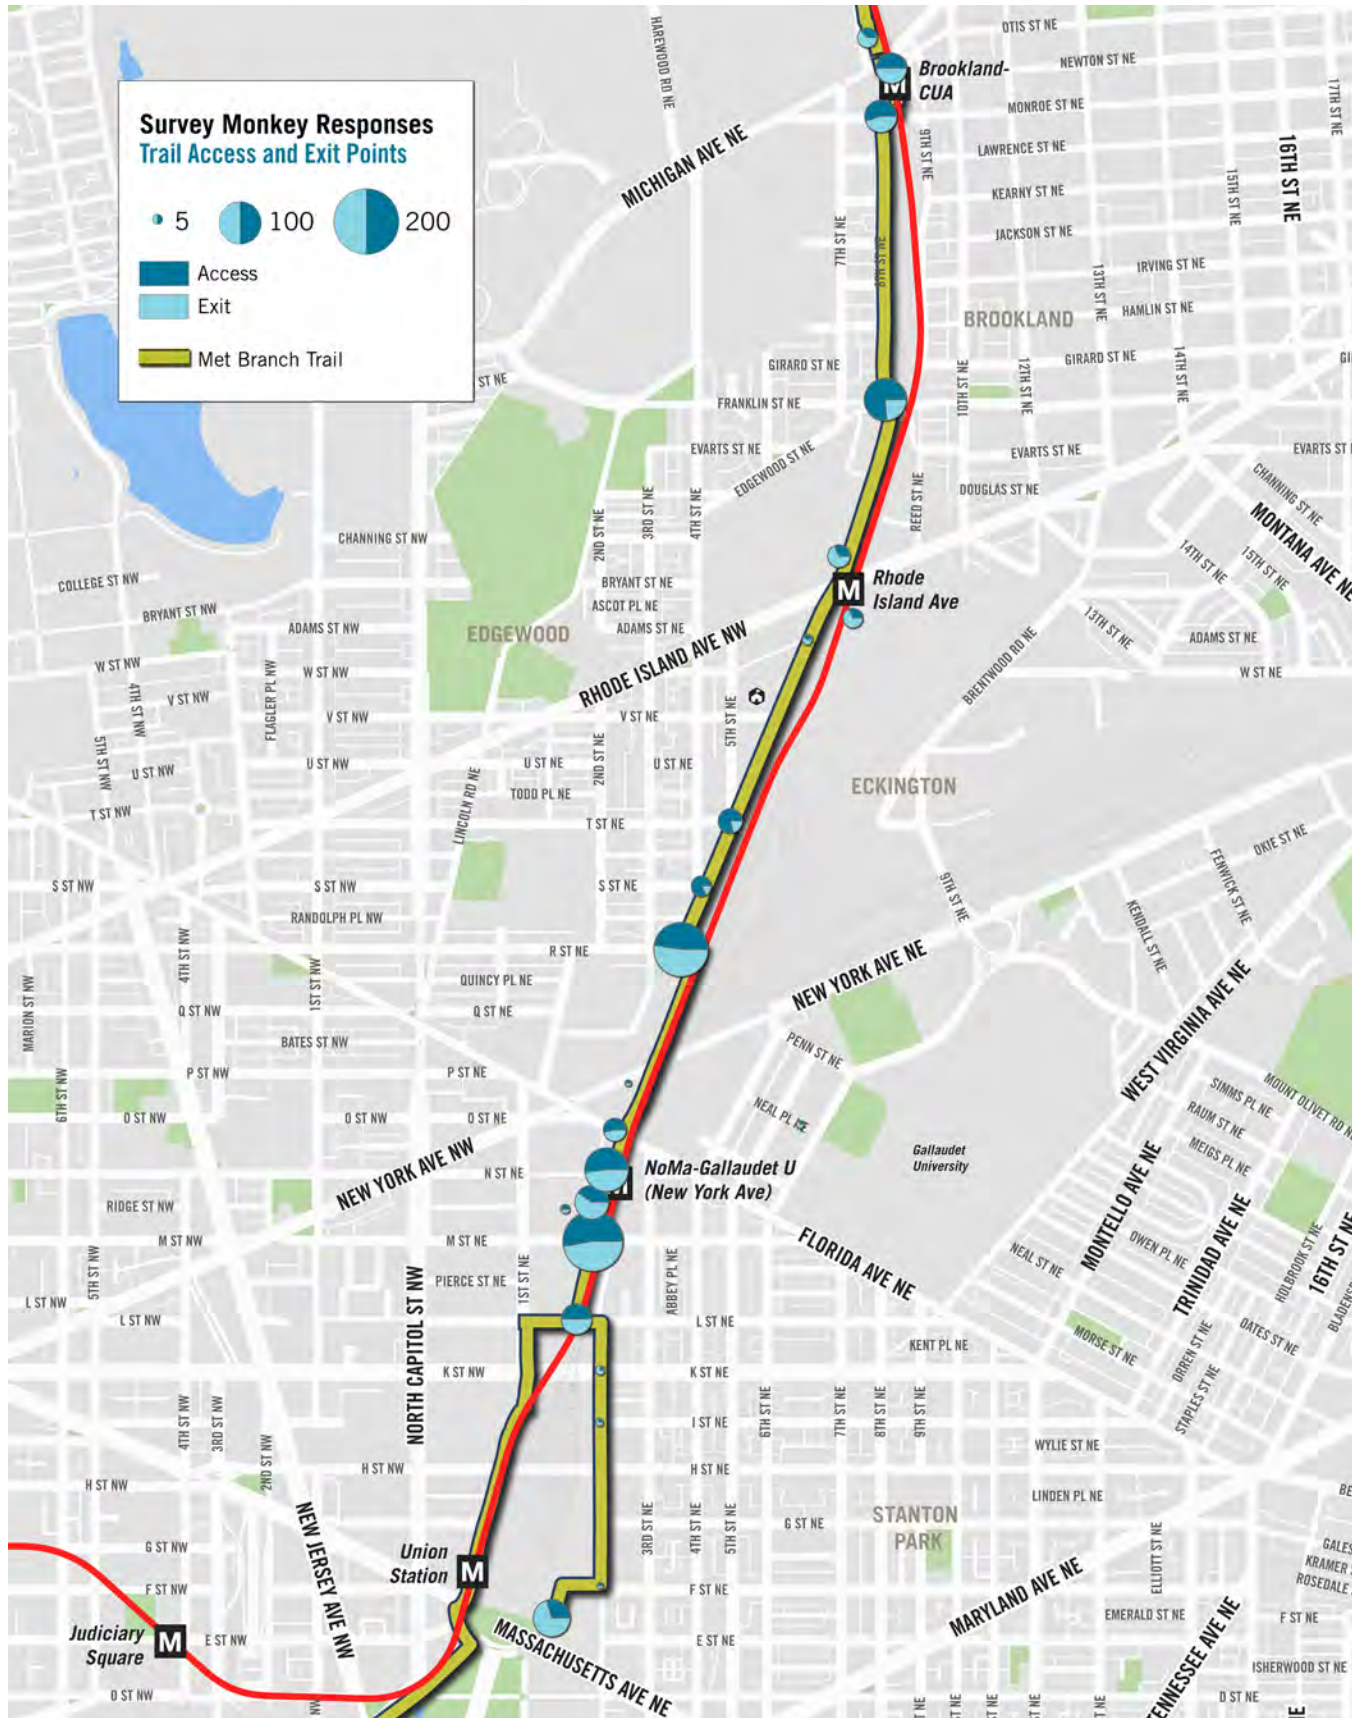 Survey Monkey Responses
Trail Access and Exit Points
5
100
200
Access
Exit
Met Branch Trail
HAREWOOD RD NE
OTIS ST NE
NEWTON ST NE
Brookland-
CUA
MONROE ST NE
17TH ST NE
MICHIGAN AVE NE
9TH ST NE
LAWRENCE ST NE
16TH ST NE
15TH ST NE
KEARNY ST NE
7TH ST NE
8TH ST NE
JACKSON ST NE
13TH ST NE
IRVING ST NE
HAMLIN ST NE
BROOKLAND
GIRARD ST NE
GIRARD ST NE
GI
ST NE
FRANKLIN ST NE
10TH ST NE
12TH ST NE
14TH ST NE
EVARTS ST NE
EDGEWOOD ST NE
EVARTS ST NE
EVARTS ST
CHANNING ST NE
DOUGLAS ST NE
REED ST NE
MONTANA AVE NE
2ND ST NE
3RD ST NE
4TH ST NE
CHANNING ST NW
14TH ST NE
15TH ST NE
COLLEGE ST NW
BRYANT ST NW
BRYANT ST NE
Rhode
Island Ave
ASCOT PL NE
ADAMS ST NW
EDGEWOOD
ADAMS ST NE
13TH ST NE
ADAMS ST NE
W ST NW
W ST NW
RHODE ISLAND AVE NW
BRENTWOOD RD NE
W ST NE
4TH ST NW
V ST NW
FLAGLER PL NW
V ST NW
V ST NE
5TH ST NE
5TH ST NW
U ST NW
U ST NW
U ST NE
2ND ST NE
U ST NE
TODD PL NE
ECKINGTON
T ST NW
LINCOLN RD NE
T ST NE
OKIE ST NE
FENWICK ST NE
S ST NW
S ST NW
S ST NE
9TH ST NE
KENDALL ST NE
RANDOLPH PL NW
R ST NE
4TH ST NW
1ST ST NW
QUINCY PL NE
NEW YORK AVE NE
MARION ST NW
Q ST NW
Q ST NE
WEST VIRGINIA AVE NE
BATES ST NW
PENN ST NE
P ST NW
P ST NE
6TH ST NW
SIMMS PL NE
MOUNT OLIVET RD NE
O ST NW
O ST NW
O ST NE
NEAL PL NE
RAUM ST NE
MEIGS PL NE
Gallaudet
University
NEW YORK AVE NW
N ST NE
NoMa-Gallaudet U
(New York Ave)
MONTELLO AVE NE
TRINIDAD AVE NE
RIDGE ST NW
M ST NW
M ST NE
FLORIDA AVE NE
NEAL ST NE
OWEN PL NE
HOLBROOK ST NE
16TH ST NE
5TH ST NW
PIERCE ST NE
1ST ST NE
ABBEY PL NE
L ST NW
L ST NW
NORTH CAPITOL ST NW
L ST NE
KENT PL NE
MORSE ST NE
ORREN ST NE
OATES ST NE
BLADENSB
K ST NW
K ST NE
STAPLES ST NE
4TH ST NW
3RD ST NW
I ST NE
6TH ST NE
7TH ST NE
8TH ST NE
9TH ST NE
WYLIE ST NE
2ND ST NW
H ST NW
H ST NW
H ST NE
BE
LINDEN PL NE
NEW JERSEY AVE NW
3RD ST NE
4TH ST NE
5TH ST NE
G ST NE
STANTON
PARK
G ST NW
Union
Station
ELLIOTT ST NE
GALES
KRAMER
ROSEDALE
F ST NW
F ST NE
MARYLAND AVE NE
EMERALD ST NE
F ST NE
Judiciary
Square
E ST NW
MASSACHUSETTS AVE NE
E ST NE
TENNESSEE AVE NE
ISHERWOOD ST NE
D ST NW
D ST NE
NW
T NE
ST NE
T NE
T NE
NE